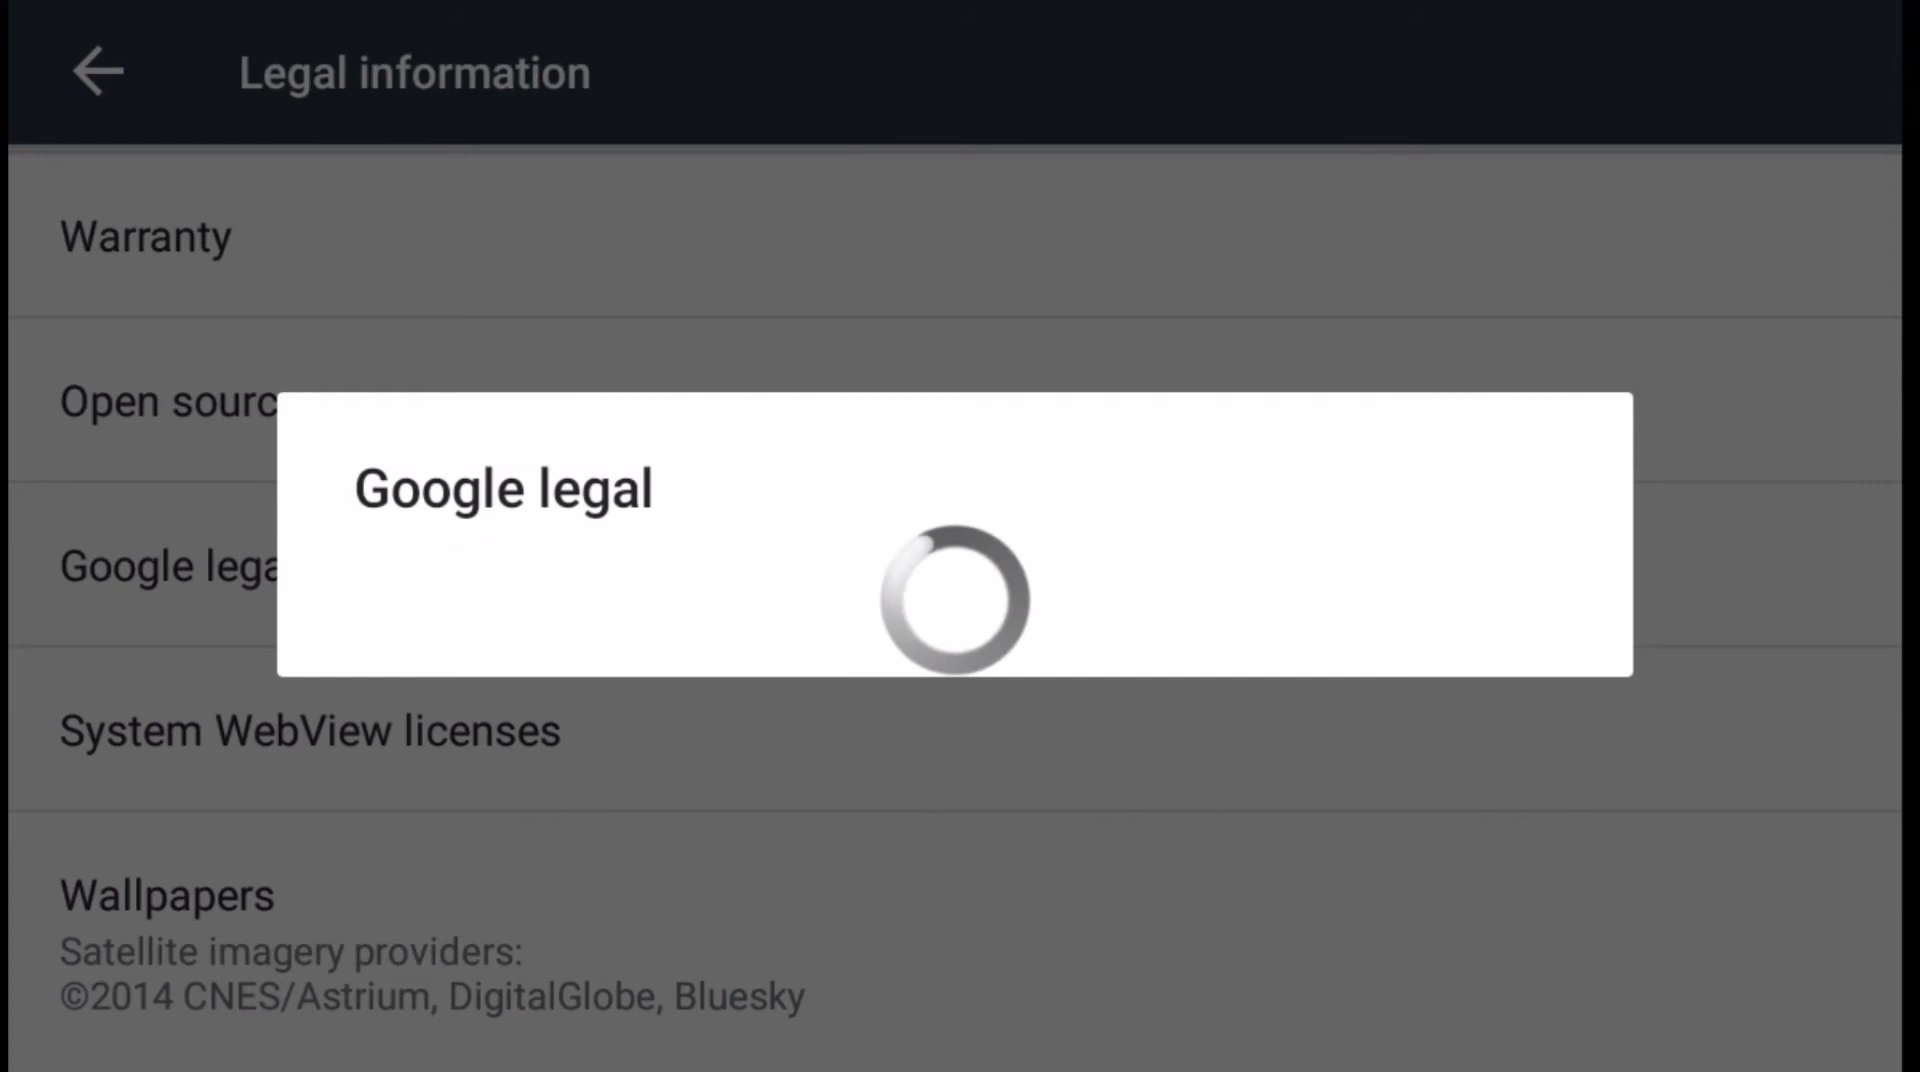 Legal information
Warranty
Open sourc
Google lega
Google legal
System WebView licenses
Wallpapers
Satellite imagery providers:
©2014 CNES/Astrium, DigitalGlobe, Bluesky